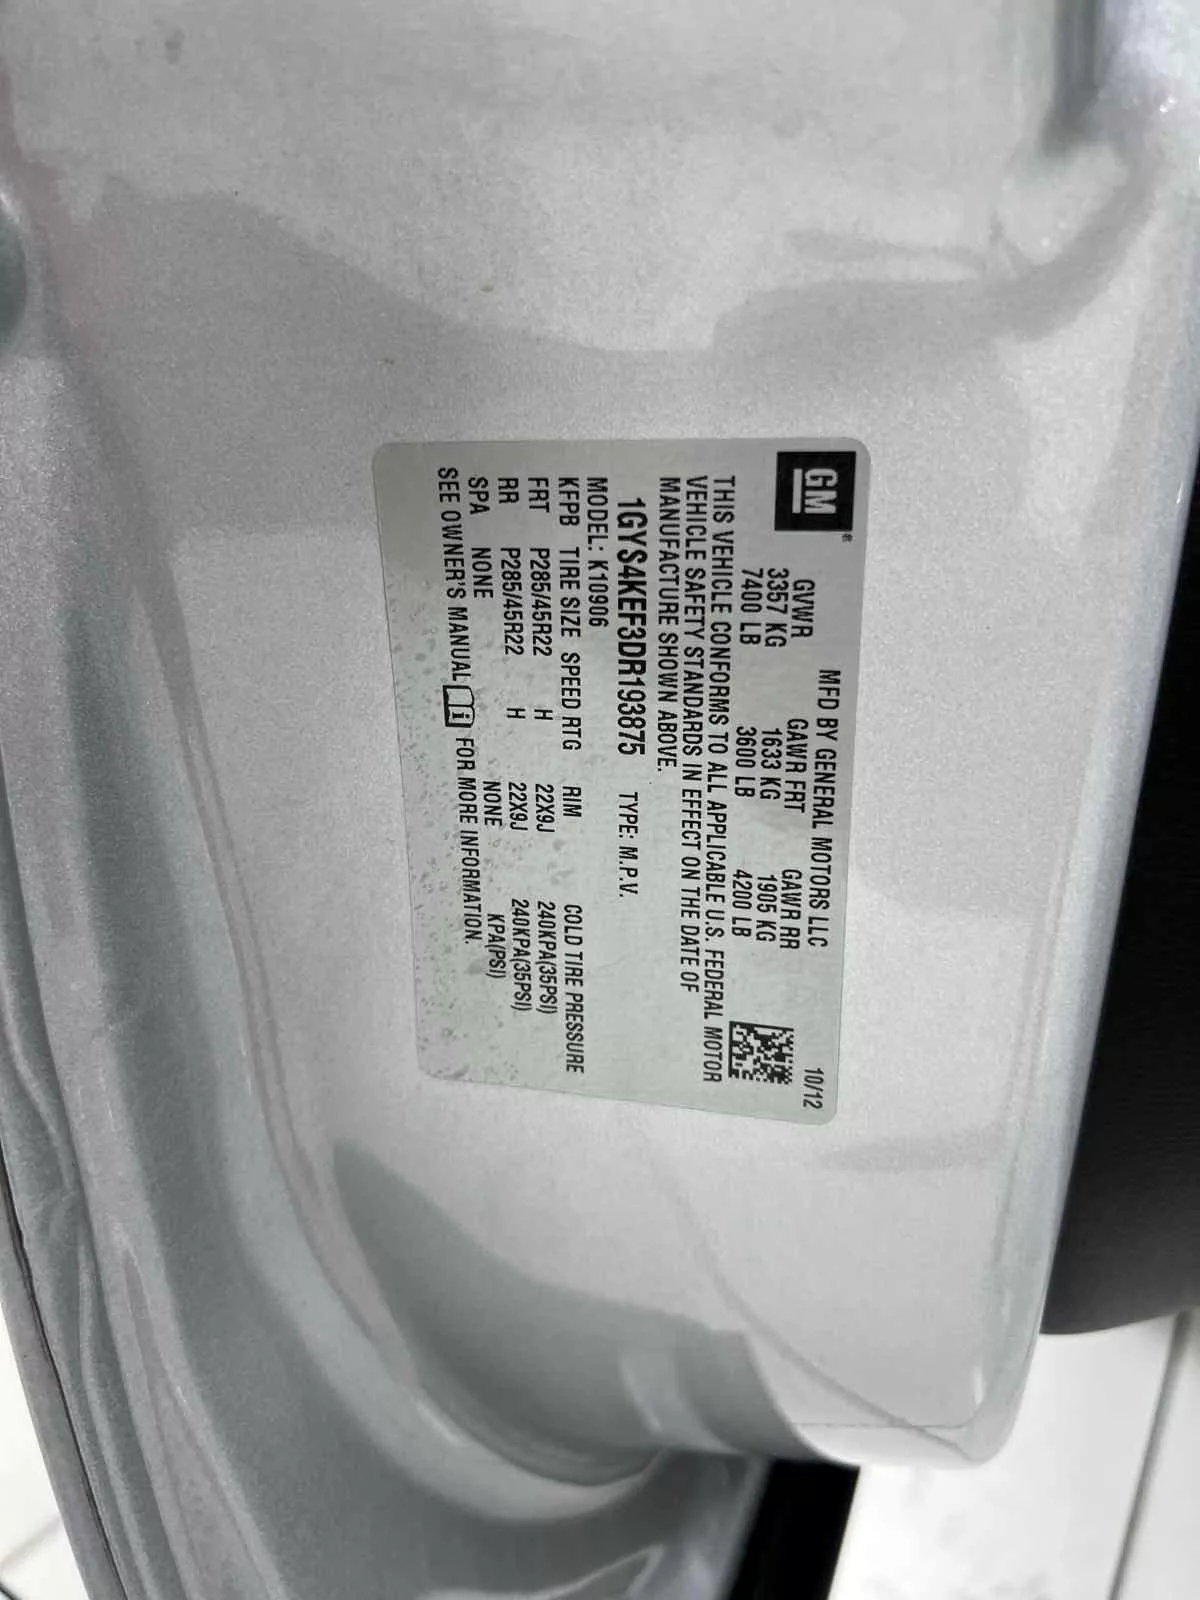 GM®
MFD BY GENERAL MOTORS LLC 10/12
GVWR GAWR FRT GAWR RR
3357 KG 1633 KG 1905 KG
7400 LB 3600 LB 4200 LB
THIS VEHICLE CONFORMS TO ALL APPLICABLE U.S. FEDERAL MOTOR
VEHICLE SAFETY STANDARDS IN EFFECT ON THE DATE OF
MANUFACTURE SHOWN ABOVE.
1GYS4KEF3DR193875 TYPE: M.P.V.
MODEL: K10906
KFPB TIRE SIZE SPEED RTG RIM COLD TIRE PRESSURE
FRT P285/45R22 H 22X9J 240KPA(35PSI)
RR P285/45R22 H 22X9J 240KPA(35PSI)
SPA NONE NONE KPA(PSI)
SEE OWNER'S MANUAL i FOR MORE INFORMATION.